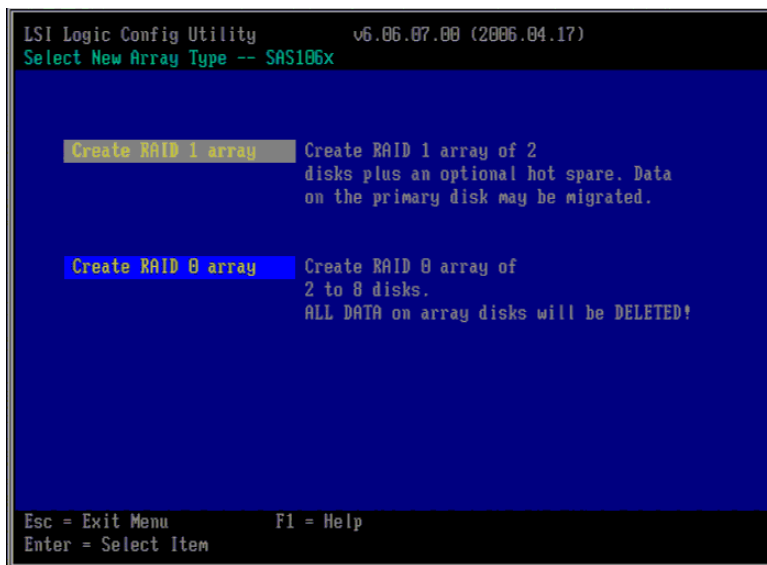 LSI Logic Config Utility v6.06.07.00 (2006.04.17)
Select New Array Type -- SAS106x
Create RAID 1 array Create RAID 1 array of 2
disks plus an optional hot spare. Data
on the primary disk may be migrated.
Create RAID 0 array Create RAID 0 array of
2 to 8 disks.
ALL DATA on array disks will be DELETED!
Esc = Exit Menu F1 = Help
Enter = Select Item